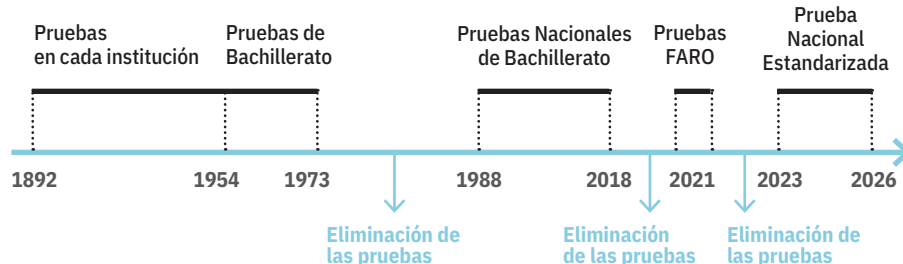 Pruebas
en cada institución
Pruebas de
Bachillerato
Pruebas Nacionales
de Bachillerato
Pruebas
FARO
Prueba
Nacional
Estandarizada
1892
1954
1973
1988
2018
2021
2023
2026
Eliminación de
las pruebas
Eliminación
de las pruebas
Eliminación de
las pruebas